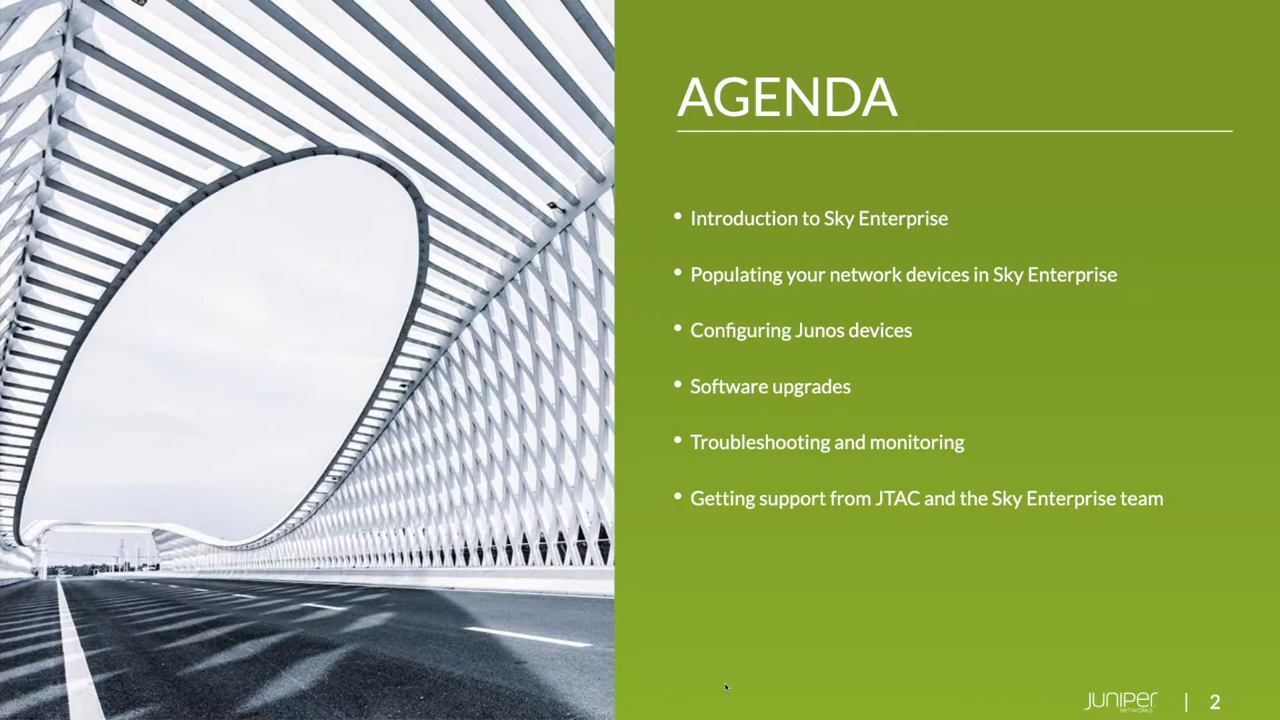 AGENDA
• Introduction to Sky Enterprise
• Populating your network devices in Sky Enterprise
• Configuring Junos devices
• Software upgrades
• Troubleshooting and monitoring
• Getting support from JTAC and the Sky Enterprise team
JUNIPER
NETWORKS
| 2